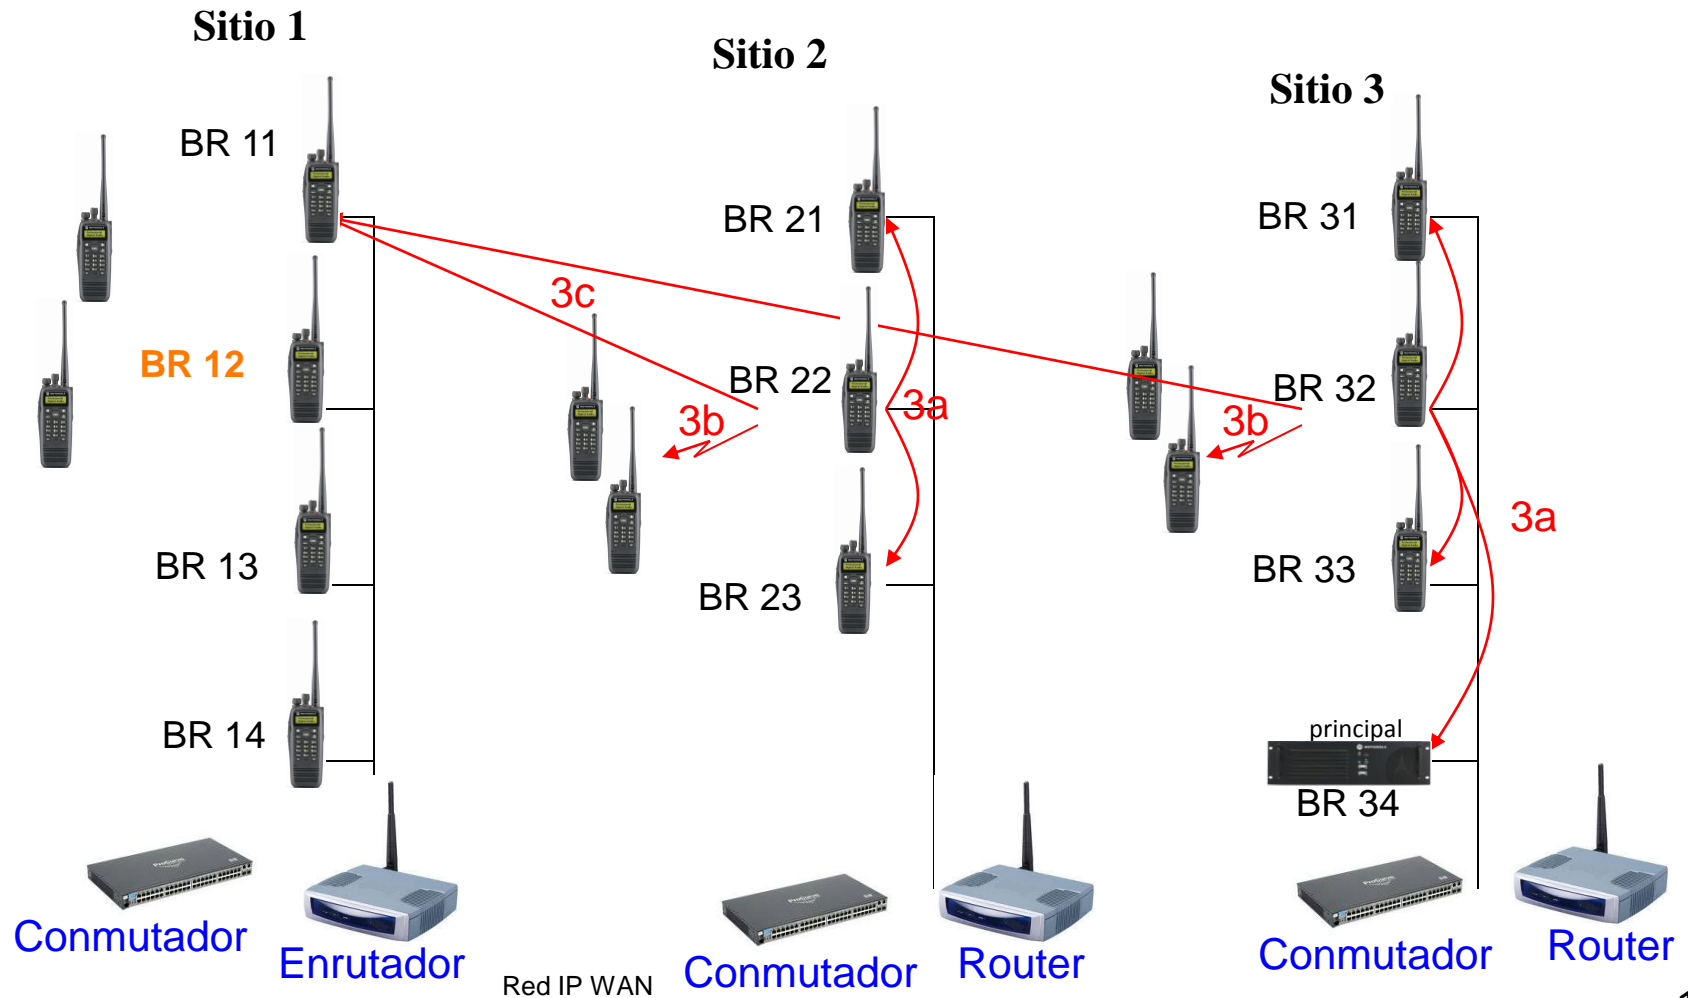 Sitio 1
Sitio 2
Sitio 3
BR 11
BR 21
BR 31
3c
BR 12
BR 22
3a
BR 32
3b
3b
3a
BR 13
BR 23
BR 33
BR 14
principal
BR 34
Conmutador
Enrutador
Red IP WAN
Conmutador
Router
Conmutador
Router